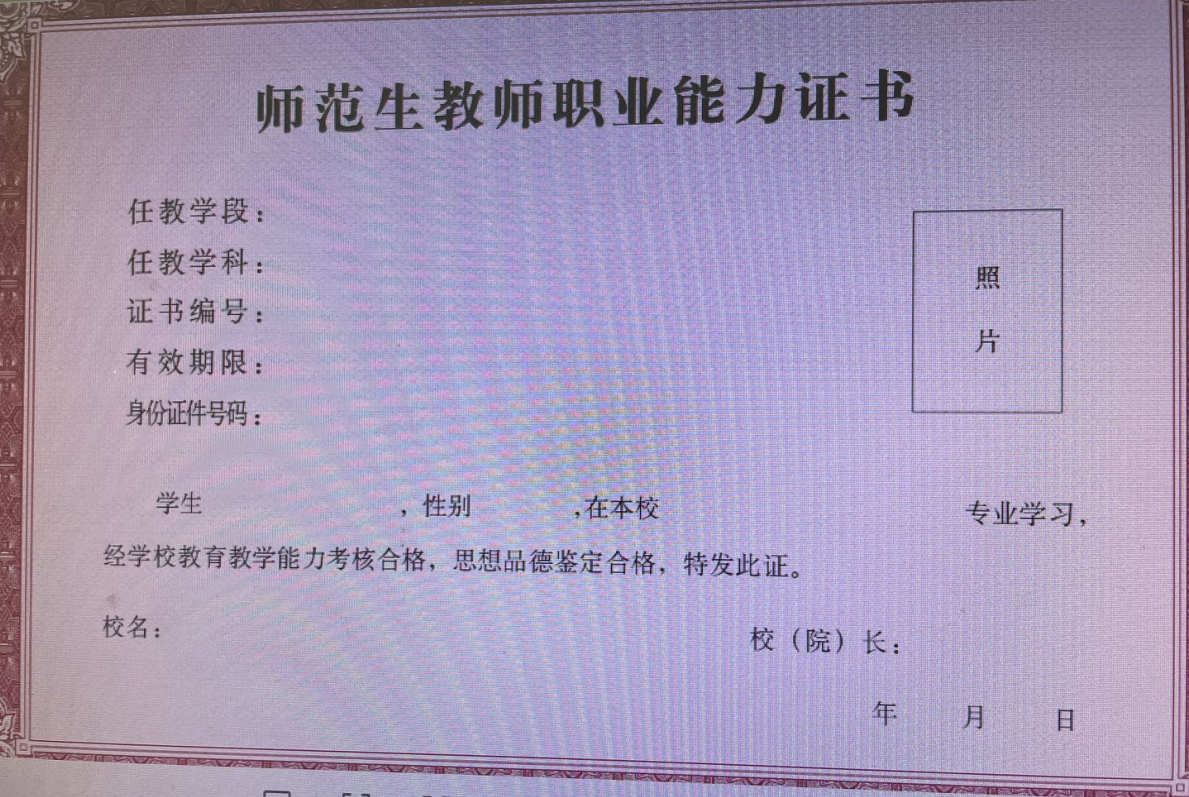 师范生教师职业能力证书
任教学段：
任教学科：
证书编号：
有效期限：
身份证件号码：
照
片
学生 ，性别 ，在本校 专业学习，
经学校教育教学能力考核合格，思想品德鉴定合格，特发此证。
校名： 校（院）长：
年 月 日